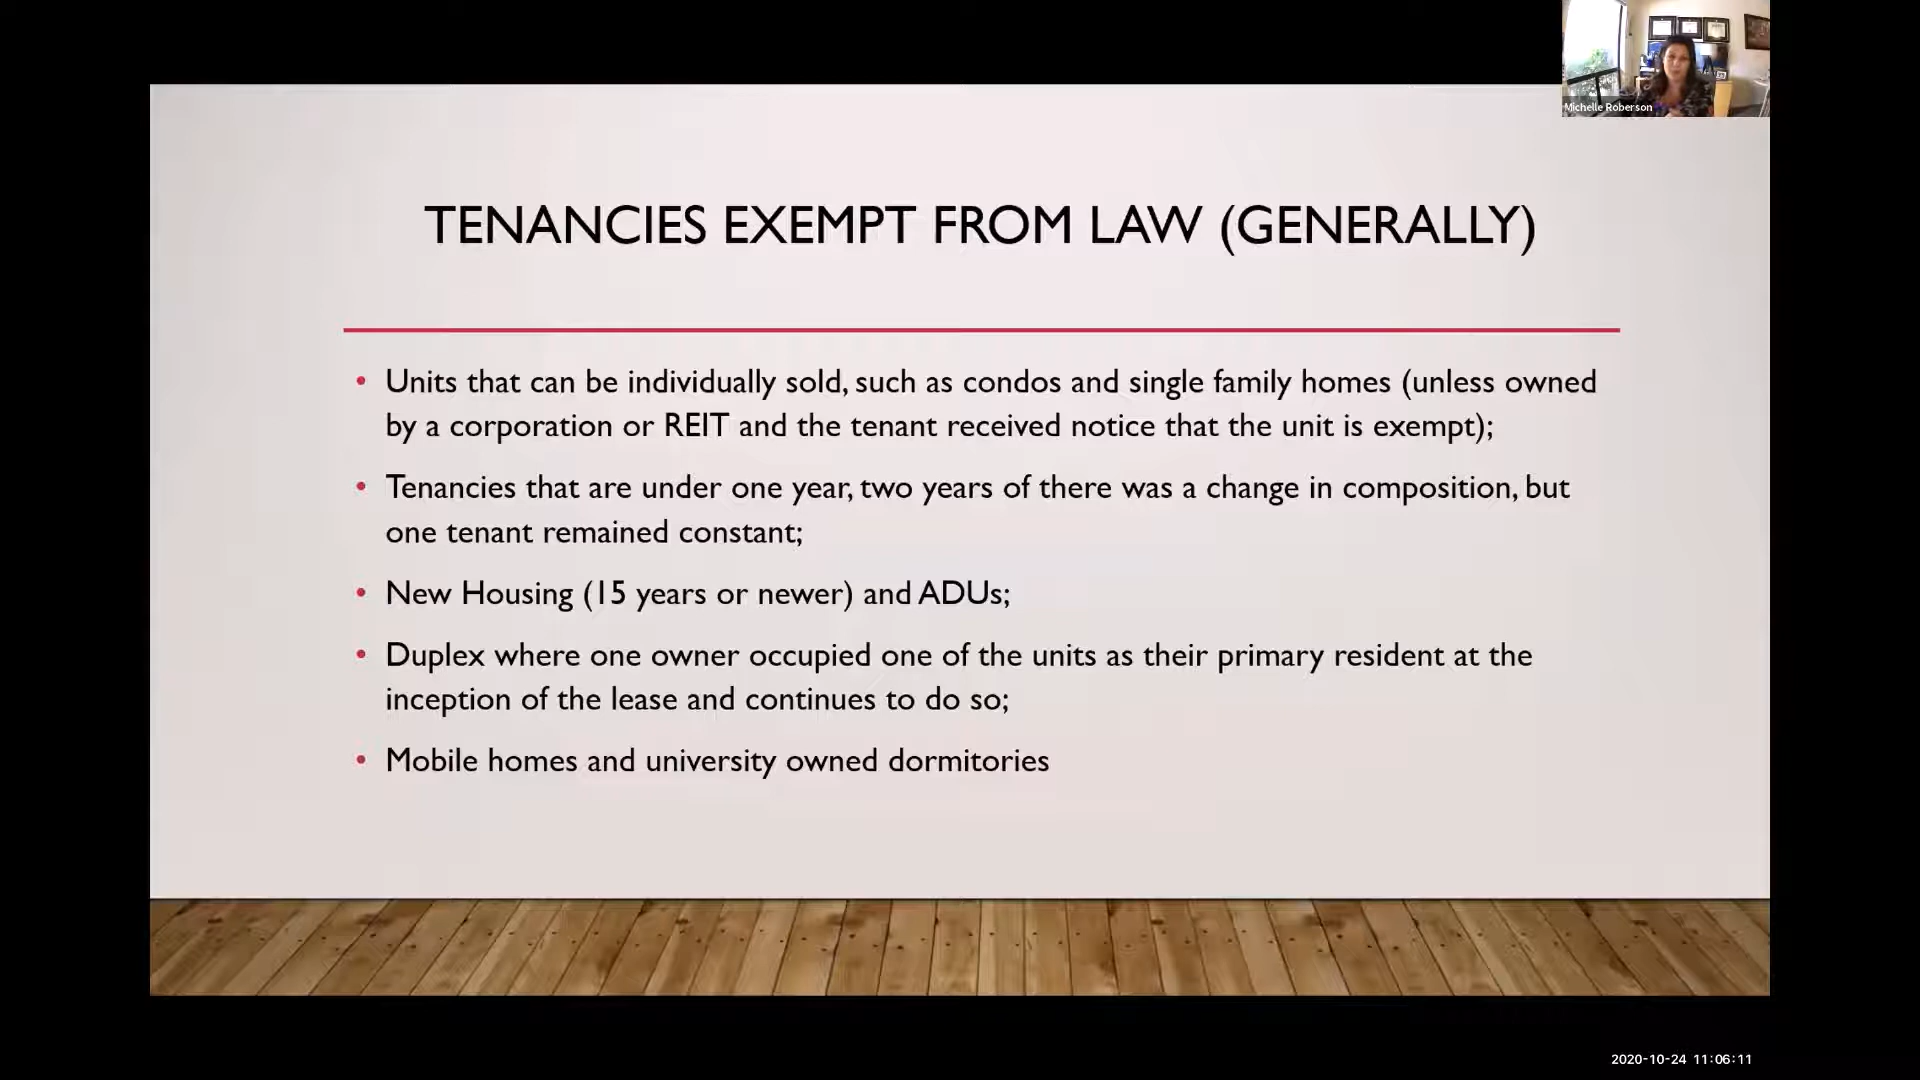 Michelle Roberson
TENANCIES EXEMPT FROM LAW (GENERALLY)
• Units that can be individually sold, such as condos and single family homes (unless owned
by a corporation or REIT and the tenant received notice that the unit is exempt);
• Tenancies that are under one year, two years of there was a change in composition, but
one tenant remained constant;
• New Housing (15 years or newer) and ADUs;
• Duplex where one owner occupied one of the units as their primary resident at the
inception of the lease and continues to do so;
• Mobile homes and university owned dormitories
2020-10-24 11:06:11